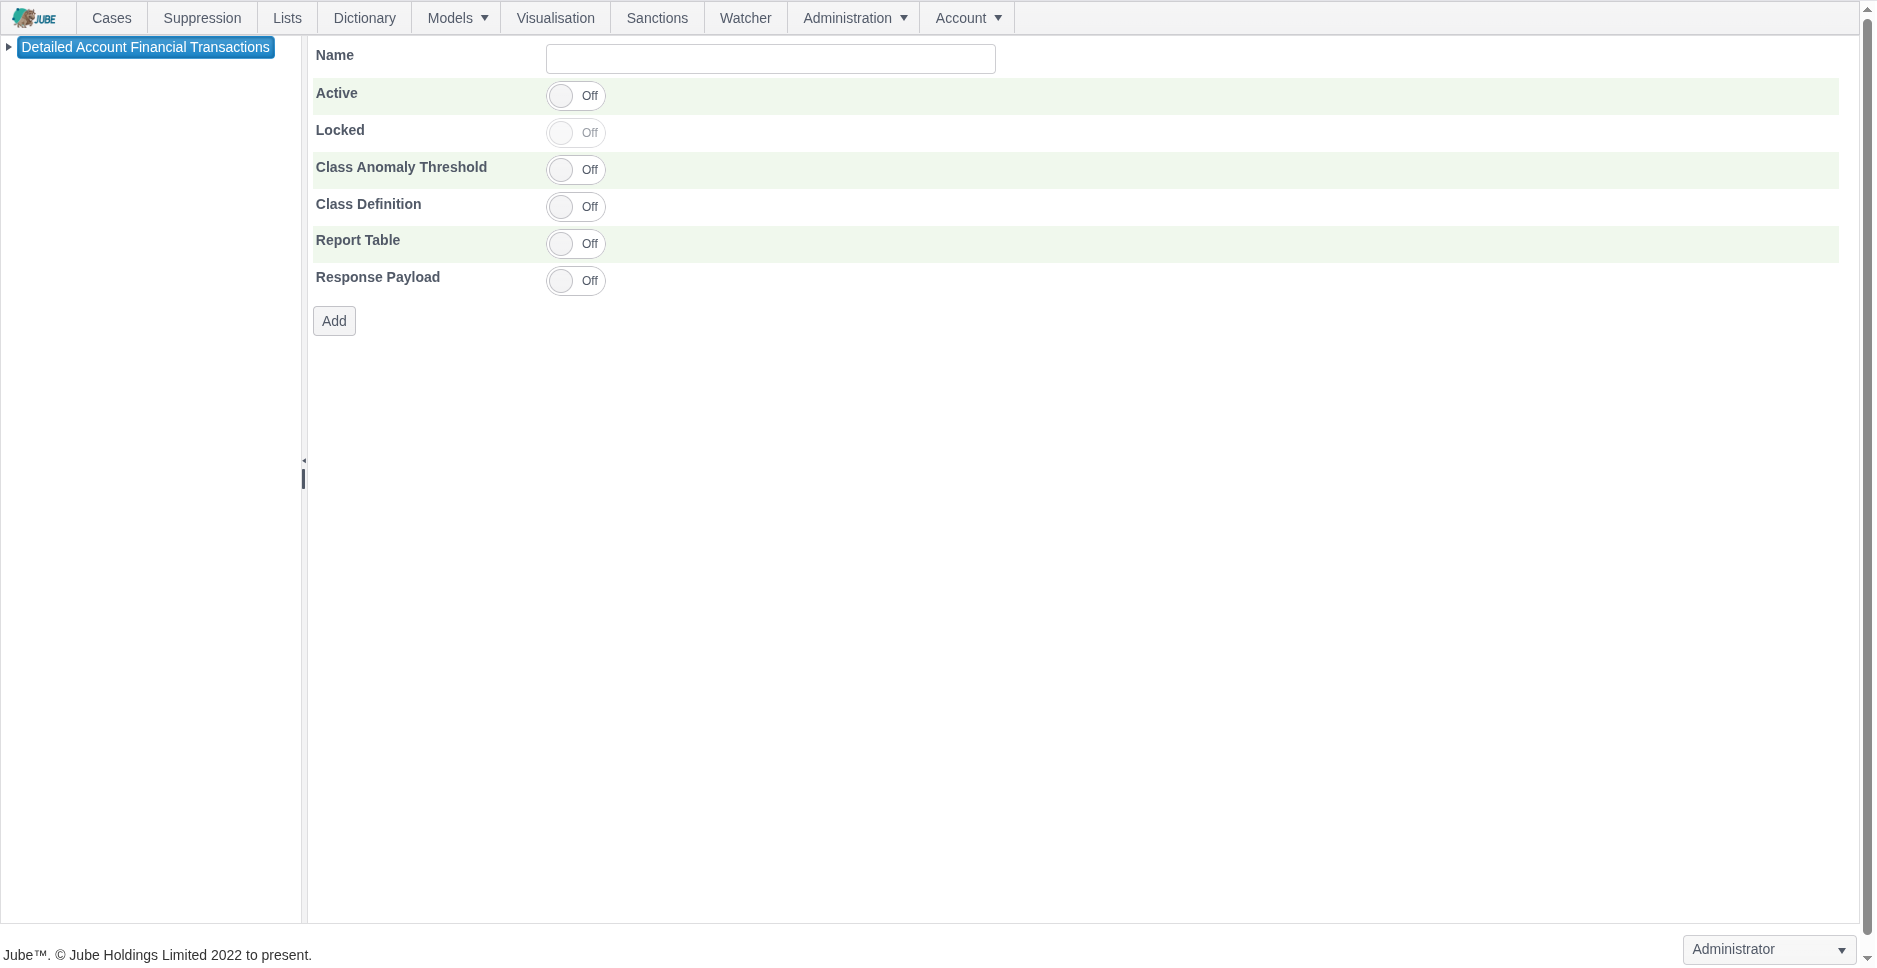 JUBE Cases Suppression Lists Dictionary Models Visualisation Sanctions Watcher Administration Account
Detailed Account Financial Transactions
Name
Active Off
Locked Off
Class Anomaly Threshold Off
Class Definition Off
Report Table Off
Response Payload Off
Add
Jube™. © Jube Holdings Limited 2022 to present.
Administrator